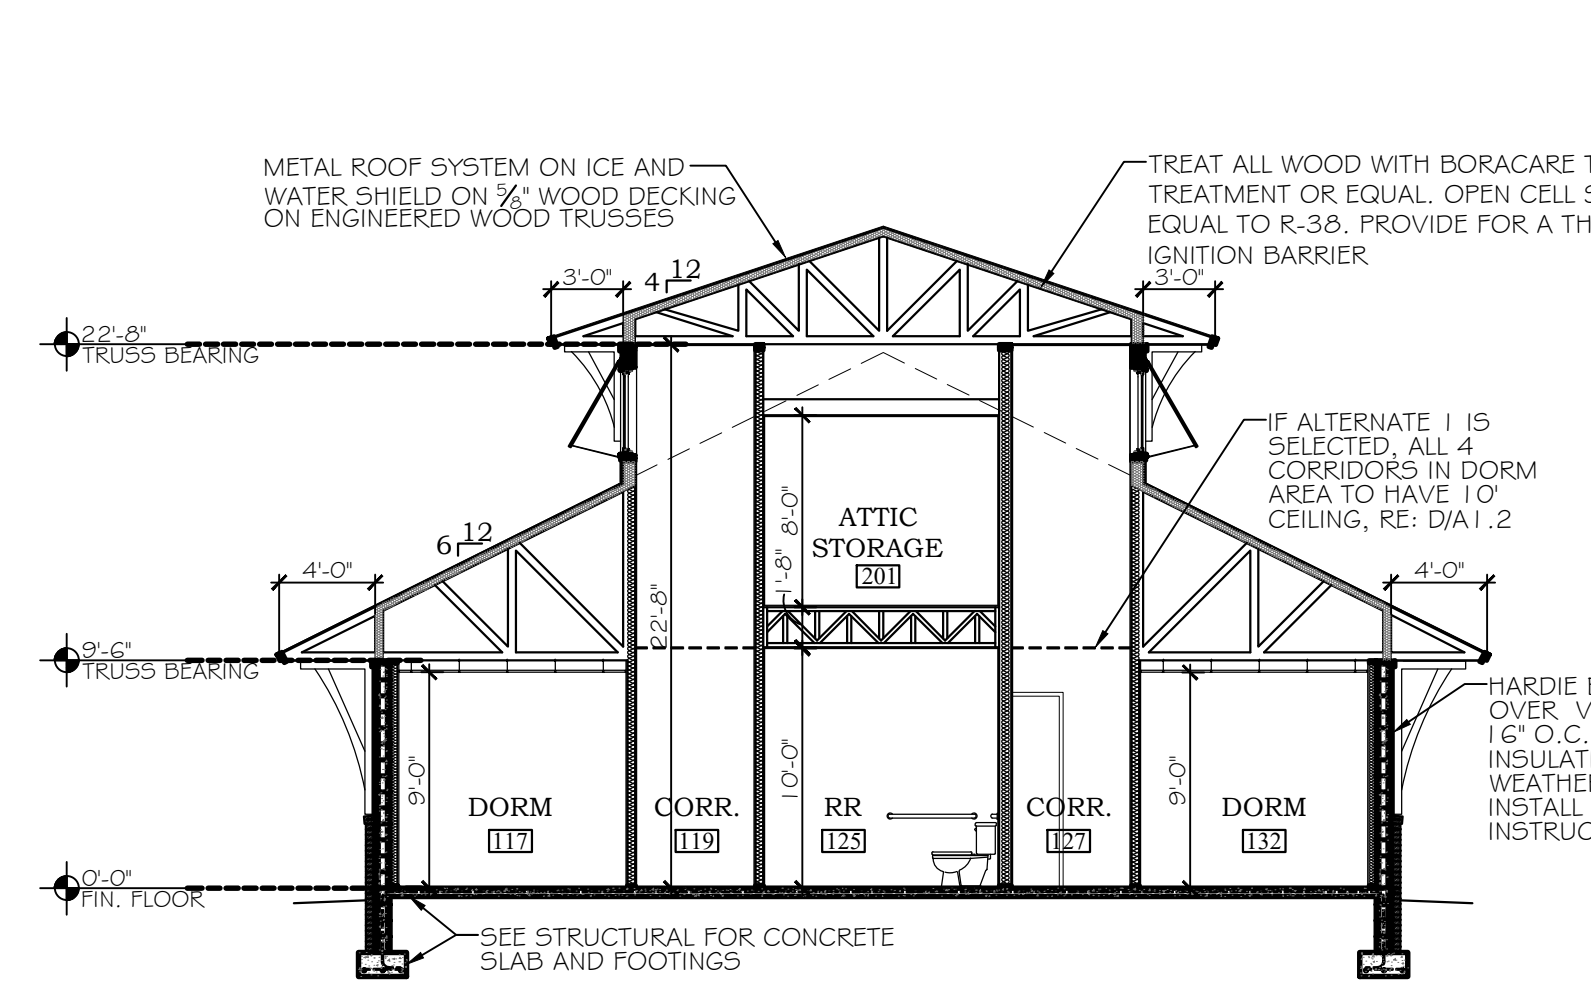 METAL ROOF SYSTEM ON ICE AND
WATER SHIELD ON 5/8" WOOD DECKING
ON ENGINEERED WOOD TRUSSES
TREAT ALL WOOD WITH BORACARE
TREATMENT OR EQUAL. OPEN CELL
EQUAL TO R-38. PROVIDE FOR A
IGNITION BARRIER
3'-0"
4
12
3'-0"
22'-8"
TRUSS BEARING
IF ALTERNATE 1 IS
SELECTED, ALL 4
CORRIDORS IN DORM
AREA TO HAVE 10'
CEILING, RE: D/A1.2
8'-0"
ATTIC
STORAGE
201
6
12
4'-0"
4'-0"
1'-8"
22'-8"
9'-6"
TRUSS BEARING
HARDIE
OVER
16" O.C.
INSTALL
9'-0"
10'-0"
9'-0"
DORM
117
CORR.
119
RR
125
CORR.
127
DORM
132
0'-0"
FIN. FLOOR
SEE STRUCTURAL FOR CONCRETE
SLAB AND FOOTINGS